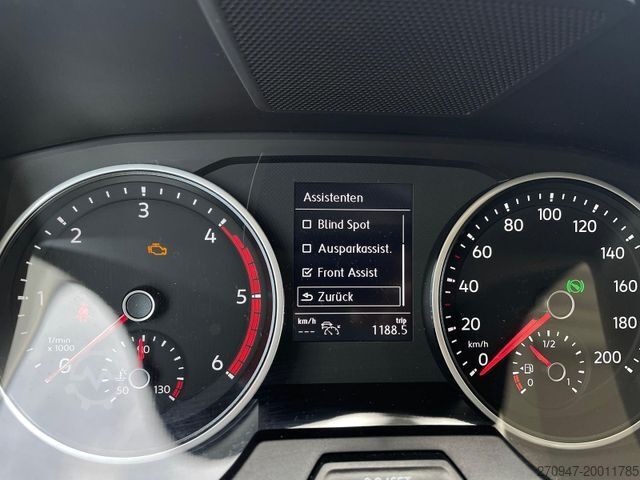 Assistenten
Blind Spot
Ausparkassist.
Front Assist
Zurück
km/h
trip
--- 1188.5
0 1 2 3 4 5 6
1/min
x 1000
50 130
0 20 40 60 80 100 120 140 160 180 200
km/h
0 1/2 1
270947-20011785